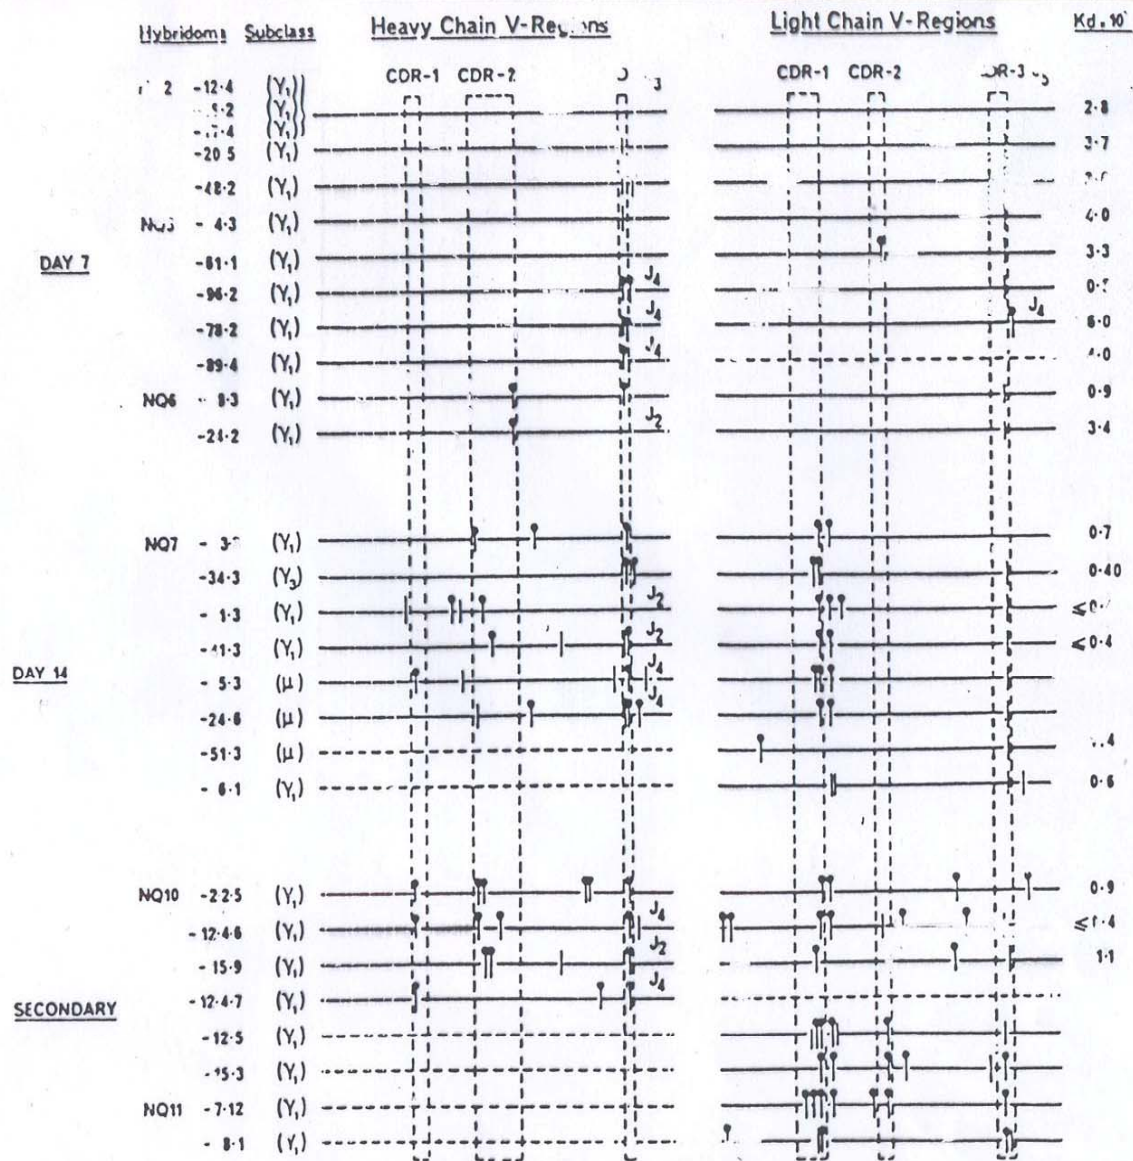 Hybridoma Subclass Heavy Chain V-Regions Light Chain V-Regions
CDR-1 CDR-2 D CDR-1 CDR-2
-12·4 (γ₁)
(γ₁) 2·8
(γ₁)
-20 5 (γ₁) 3·7
-48·2 (γ₁)
- 4·3 (γ₁) 4·0
DAY 7
-61·1 (γ₁) 3·3
-96·2 (γ₁) J₄
-78·2 (γ₁) J₄ J₄ 6·0
-89·4 (γ₁) J₄ 4·0
NQ6 - 8·3 (γ₁) 0·9
-24·2 (γ₁) J₂ 3·4
NQ7 (γ₁) 0·7
-34·3 0·40
- 1·3 (γ₁) J₂
-41·3 (γ₁) J₂ ≤0·4
DAY 14
- 5·3 (μ) J₄
-24·6 (μ) J₄
-51·3 (μ)
- 6·1 (γ₁) 0·6
NQ10 -22·5 (γ₁) 0·9
-12·4·6 (γ₁) J₄
-15·9 (γ₁) J₂ 1·1
SECONDARY
-12·4·7 (γ₁) J₄
-12·5 (γ₁)
-15·3 (γ₁)
NQ11 -7·12 (γ₁)
- 8·1 (γ₁)